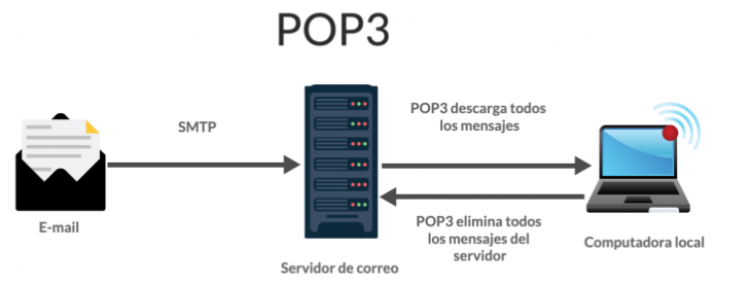 POP3
SMTP
POP3 descarga todos
los mensajes
E-mail
POP3 elimina todos
los mensajes del
servidor
Computadora local
Servidor de correo